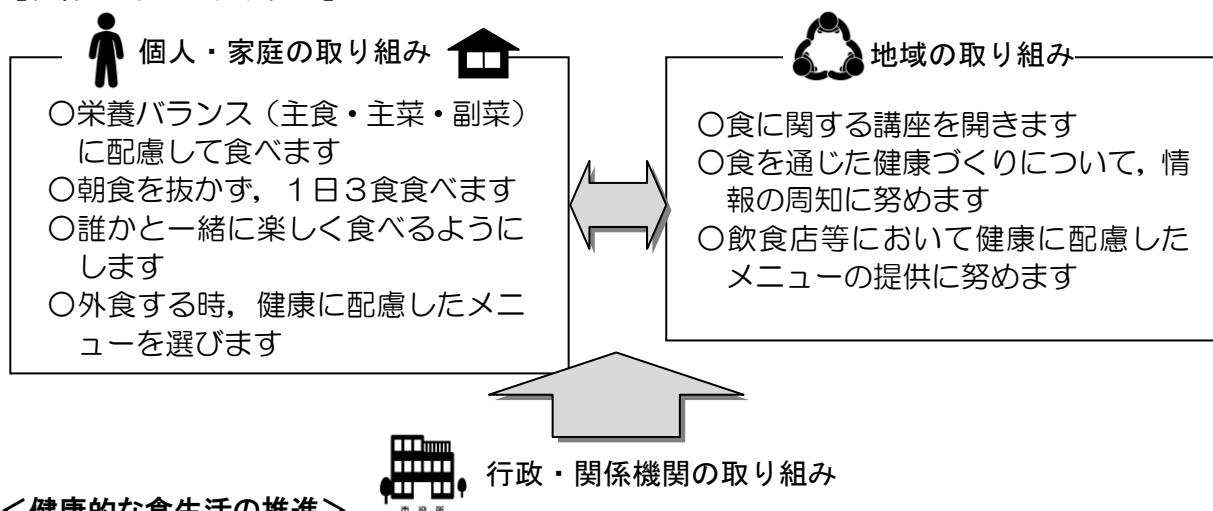 個人・家庭の取り組み
○栄養バランス（主食・主菜・副菜）
に配慮して食べます
○朝食を抜かず，１日３食食べます
○誰かと一緒に楽しく食べるように
します
○外食する時，健康に配慮したメニ
ューを選びます
地域の取り組み
○食に関する講座を開きます
○食を通じた健康づくりについて，情
報の周知に努めます
○飲食店等において健康に配慮した
メニューの提供に努めます
行政・関係機関の取り組み
市役所
＜健康的な食生活の推進＞